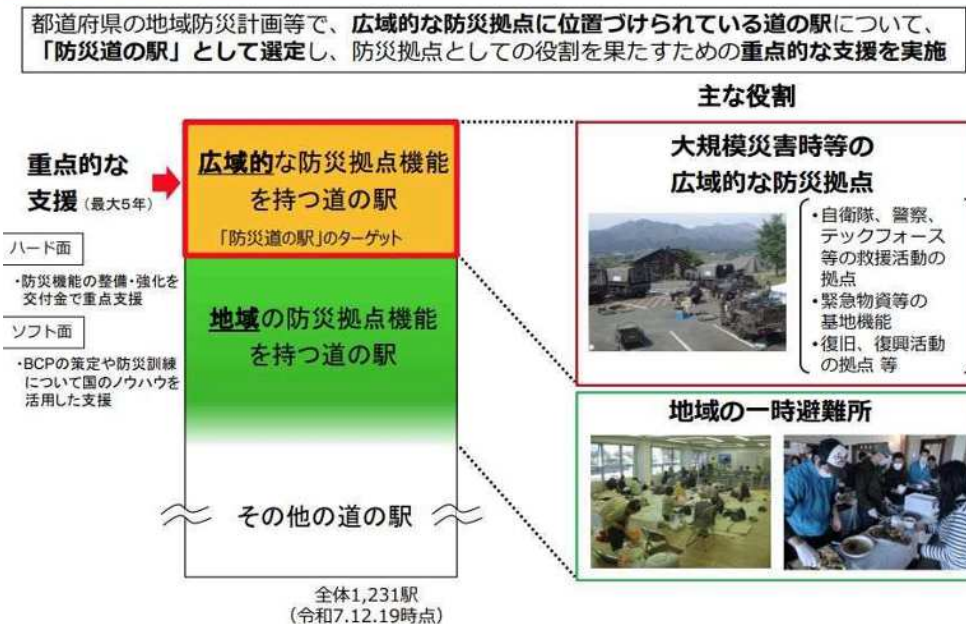 都道府県の地域防災計画等で、広域的な防災拠点に位置づけられている道の駅について、
「防災道の駅」として選定し、防災拠点としての役割を果たすための重点的な支援を実施
主な役割
重点的な
支援（最大5年）
ハード面
・防災機能の整備・強化を
交付金で重点支援
ソフト面
・BCPの策定や防災訓練
について国のノウハウを
活用した支援
広域的な防災拠点機能
を持つ道の駅
「防災道の駅」のターゲット
地域の防災拠点機能
を持つ道の駅
その他の道の駅
全体1,231駅
（令和7.12.19時点）
大規模災害時等の
広域的な防災拠点
・自衛隊、警察、
テックフォース
等の救援活動の
拠点
・緊急物資等の
基地機能
・復旧、復興活動
の拠点 等
地域の一時避難所